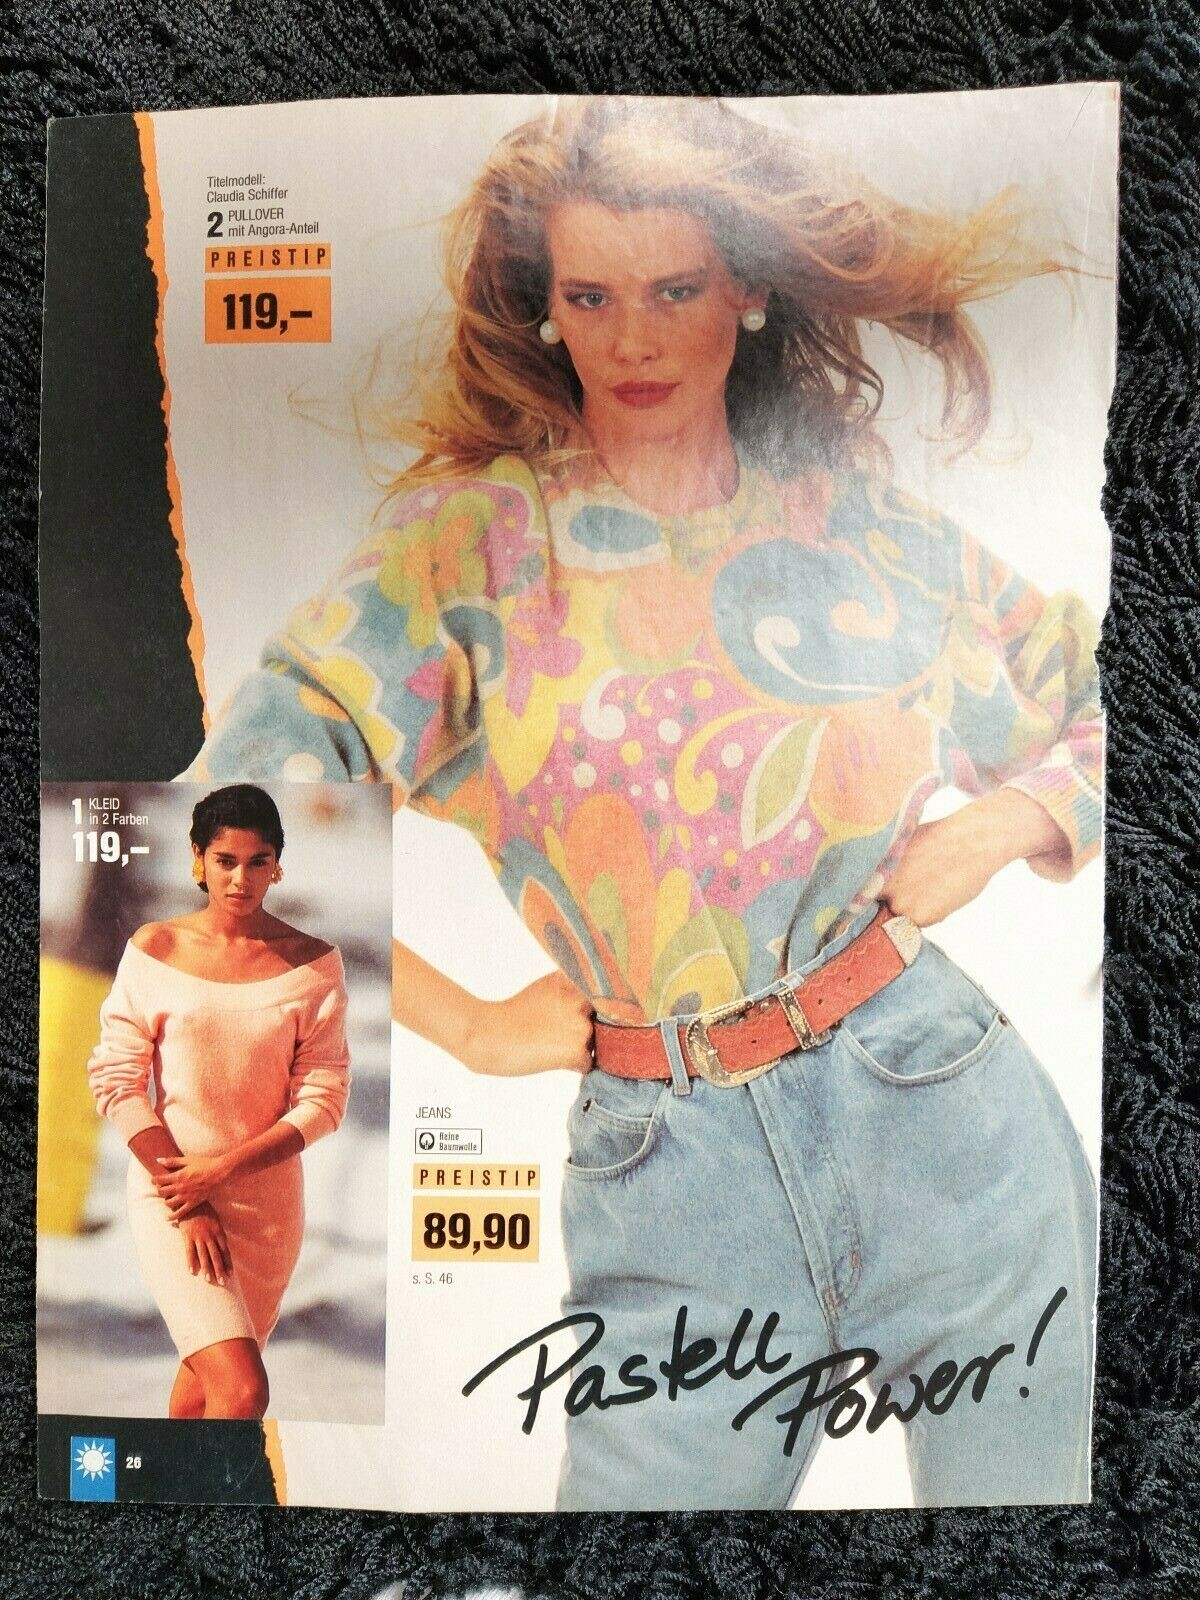 Titelmodell:
Claudia Schiffer
2 PULLOVER
mit Angora-Anteil
PREISTIP
119,–
1 KLEID
in 2 Farben
119,–
JEANS
Reine
Baumwolle
PREISTIP
89,90
s. S. 46
Pastell
Power!
26